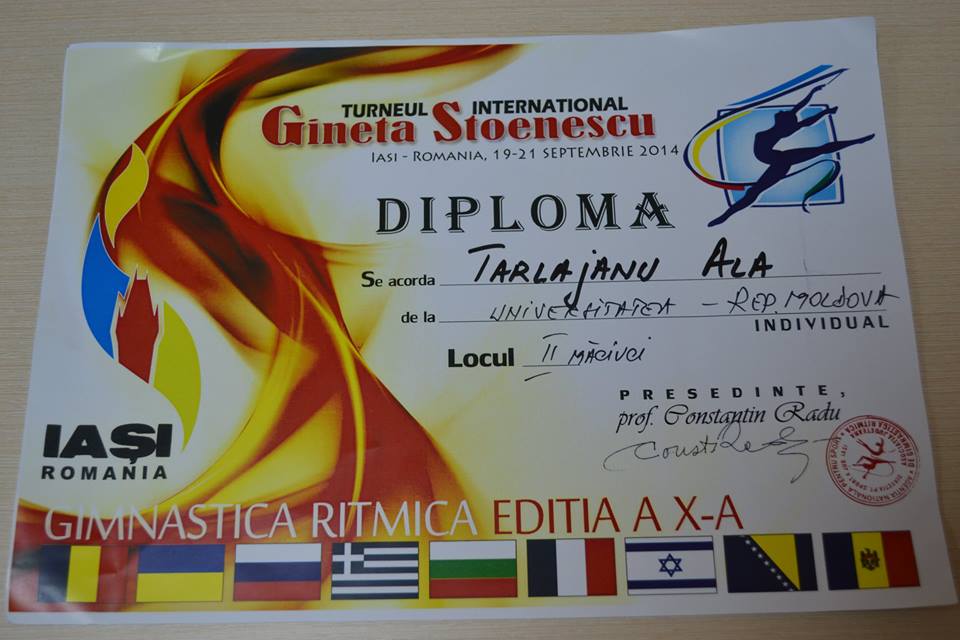 TURNEUL INTERNATIONAL
Gineta Stoenescu
IASI - ROMANIA, 19-21 SEPTEMBRIE 2014
DIPLOMA
Se acorda TARLAJANU ALA
de la UNIVERSITATEA - REP. MOLDOVA
INDIVIDUAL
Locul II MĂCIUCI
PRESEDINTE,
prof. Constantin Radu
IAȘI
ROMANIA
GIMNASTICA RITMICA EDITIA A X-A